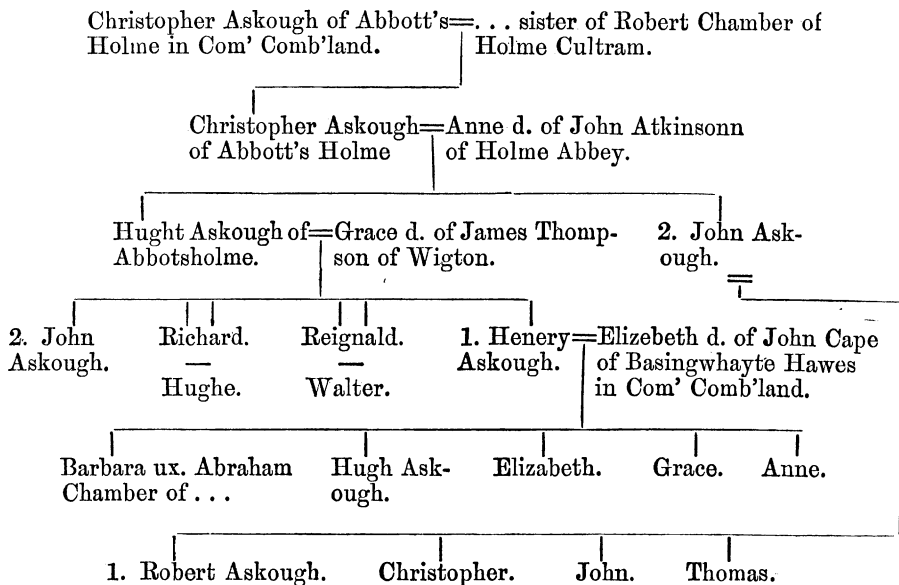 Christopher Askough of Abbott's=. . . sister of Robert Chamber of
Holme in Com' Comb'land. Holme Cultram.
Christopher Askough=Anne d. of John Atkinsonn
of Abbott's Holme of Holme Abbey.
Hught Askough of=Grace d. of James Thomp- 2. John Ask-
Abbotsholme. son of Wigton. ough.
=
2. John Richard. Reignald. 1. Henery=Elizebeth d. of John Cape
Askough. — — Askough. of Basingwhayte Hawes
Hughe. Walter. in Com' Comb'land.
Barbara ux. Abraham Hugh Ask- Elizabeth. Grace. Anne.
Chamber of . . . ough.
1. Robert Askough. Christopher. John. Thomas.